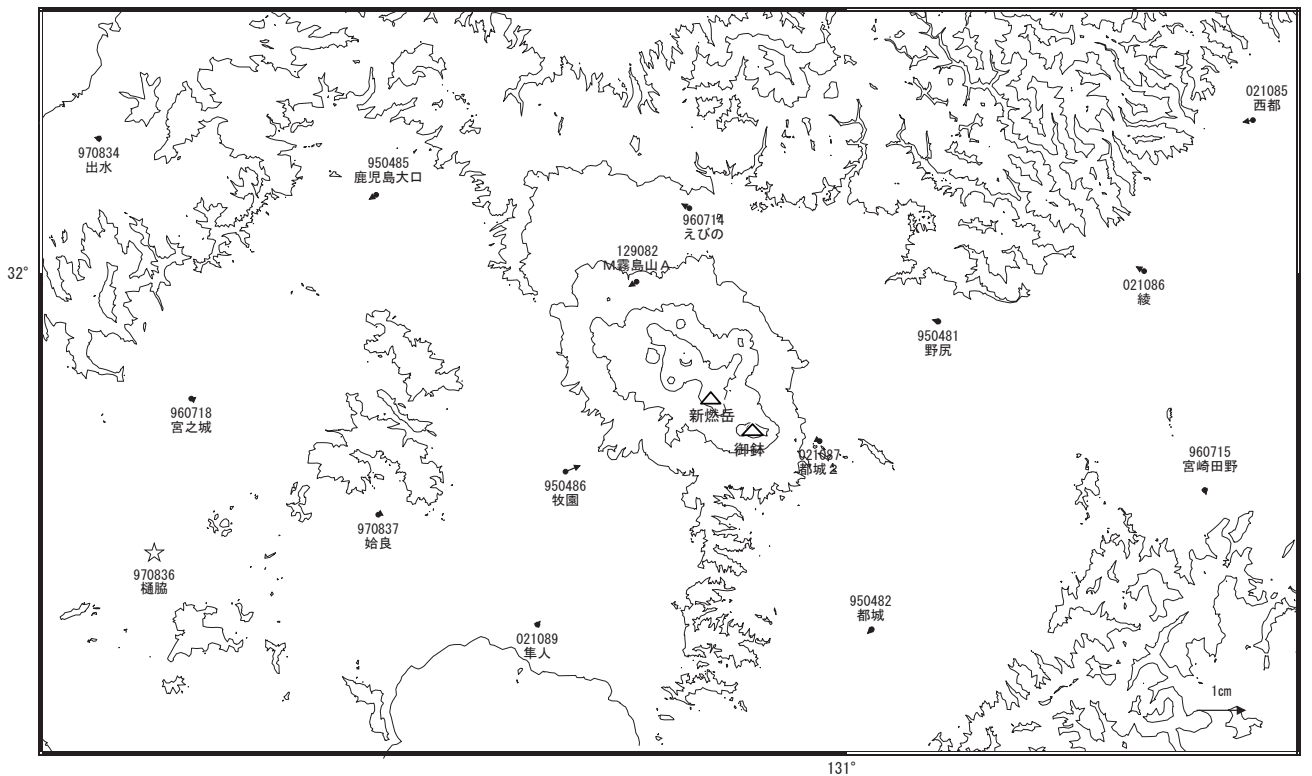 021085
西都
970834
出水
950485
鹿児島大口
960714
えびの
129082
M霧島山A
32°
021086
綾
950481
野尻
960718
宮之城
新燃岳
御鉢
021087
都城2
960715
宮崎田野
950486
牧園
970837
姶良
970836
樋脇
950482
都城
021089
隼人
1cm
131°